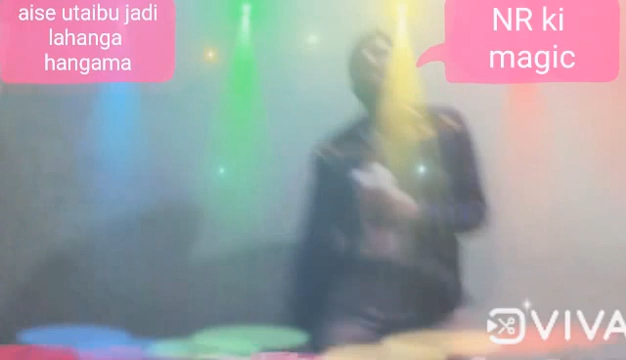 aise utaibu jadi
lahanga
hangama
NR ki
magic
VIVA